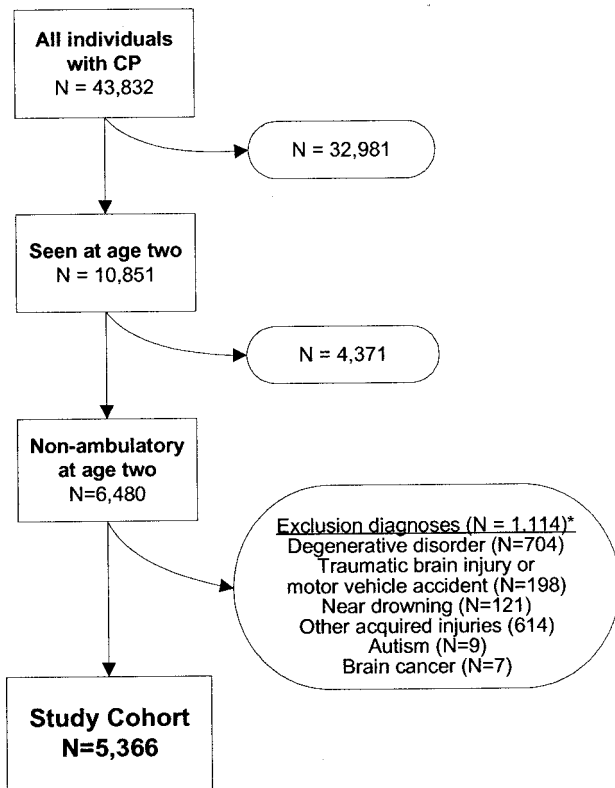 All individuals
with CP
N = 43,832
N = 32,981
Seen at age two
N = 10,851
N = 4,371
Non-ambulatory
at age two
N=6,480
Exclusion diagnoses (N = 1,114)*
Degenerative disorder (N=704)
Traumatic brain injury or
motor vehicle accident (N=198)
Near drowning (N=121)
Other acquired injuries (614)
Autism (N=9)
Brain cancer (N=7)
Study Cohort
N=5,366